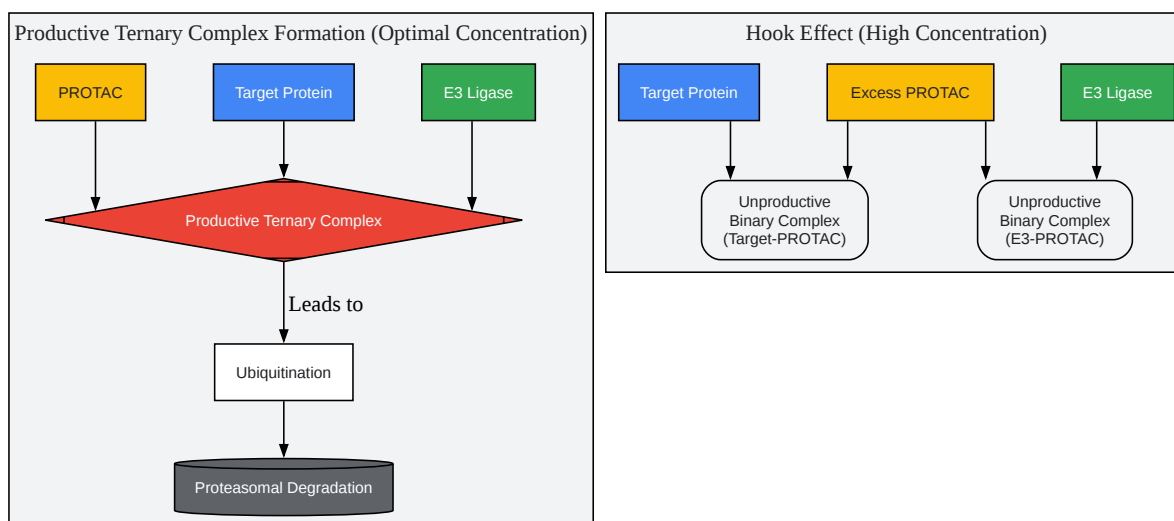 Productive Ternary Complex Formation (Optimal Concentration)
PROTAC
Target Protein
E3 Ligase
Productive Ternary Complex
Leads to
Ubiquitination
Proteasomal Degradation
Hook Effect (High Concentration)
Target Protein
Excess PROTAC
E3 Ligase
Unproductive
Binary Complex
(Target-PROTAC)
Unproductive
Binary Complex
(E3-PROTAC)